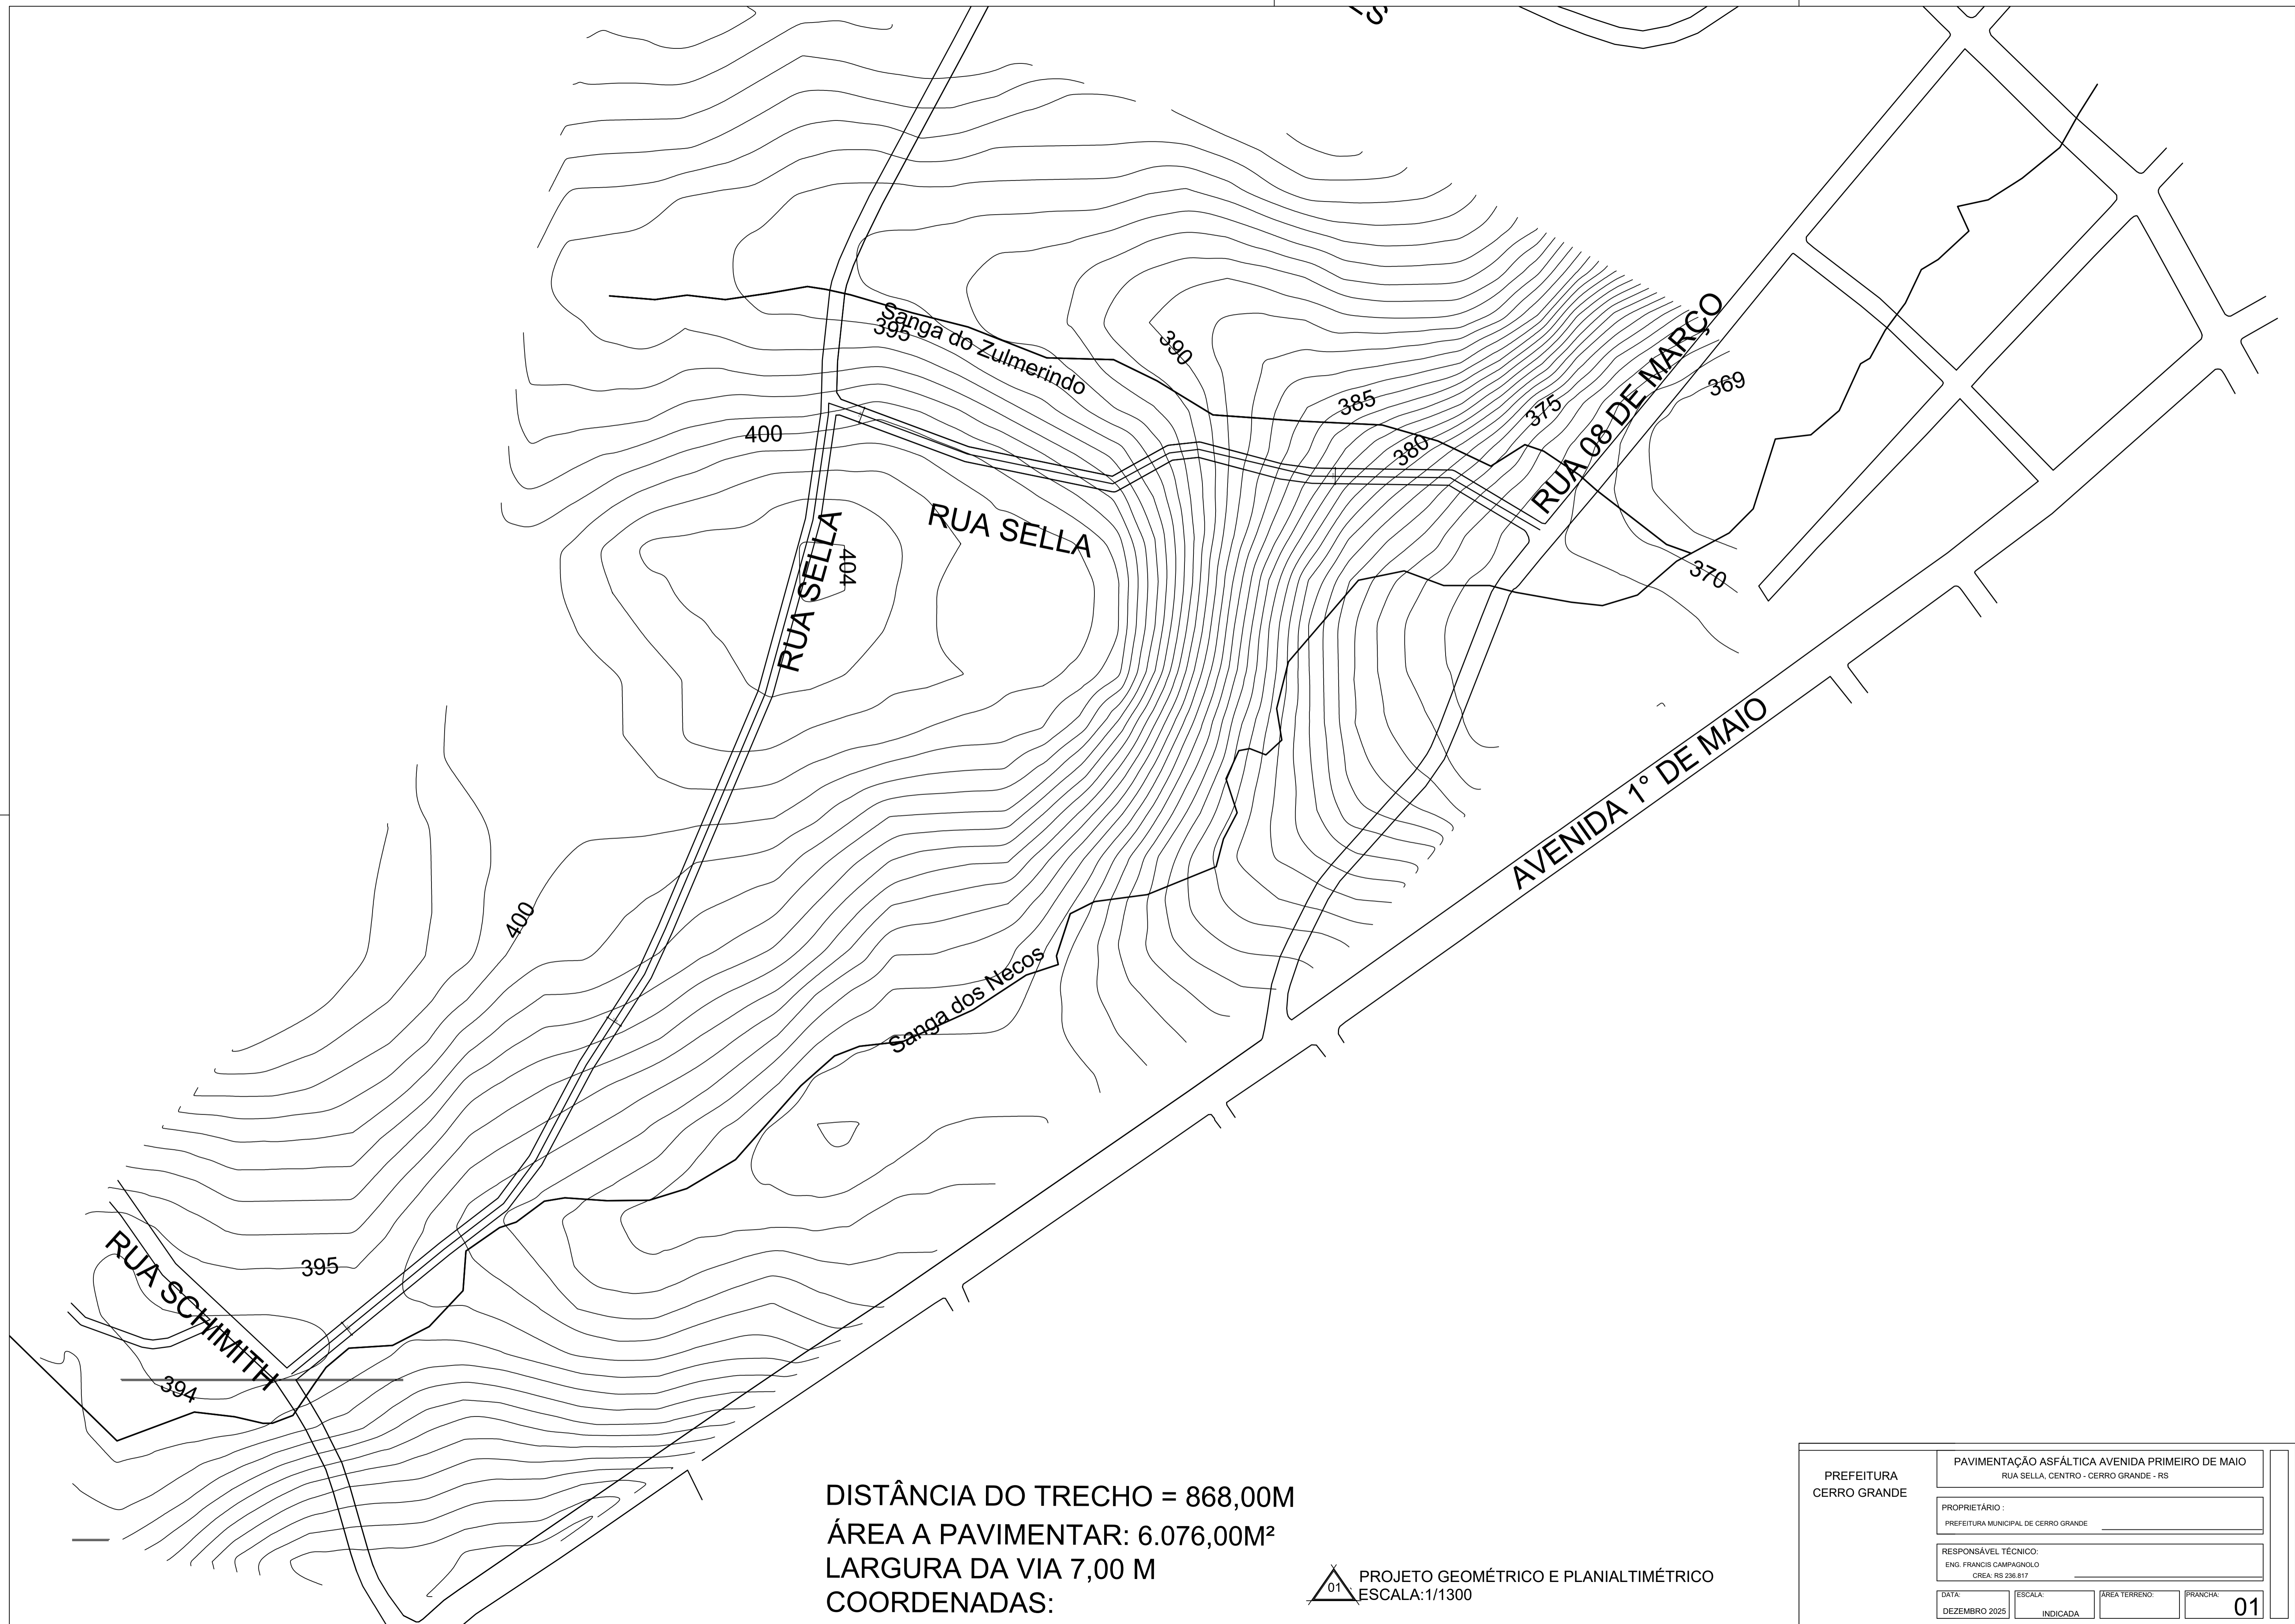 Sanga do Zulmerindo
395
390
385
380
375
369
370
400
404
RUA 08 DE MARÇO
RUA SELLA
RUA SELLA
AVENIDA 1° DE MAIO
400
Sanga dos Necos
RUA SCHIMITH
395
394
DISTÂNCIA DO TRECHO = 868,00M
ÁREA A PAVIMENTAR: 6.076,00M²
LARGURA DA VIA 7,00 M
COORDENADAS:
01
PROJETO GEOMÉTRICO E PLANIALTIMÉTRICO
ESCALA:1/1300
PREFEITURA
CERRO GRANDE
PAVIMENTAÇÃO ASFÁLTICA AVENIDA PRIMEIRO DE MAIO
RUA SELLA, CENTRO - CERRO GRANDE - RS
PROPRIETÁRIO :
PREFEITURA MUNICIPAL DE CERRO GRANDE
RESPONSÁVEL TÉCNICO:
ENG. FRANCIS CAMPAGNOLO
CREA: RS 236.817
DATA:
DEZEMBRO 2025
ESCALA:
INDICADA
ÁREA TERRENO:
PRANCHA:
01